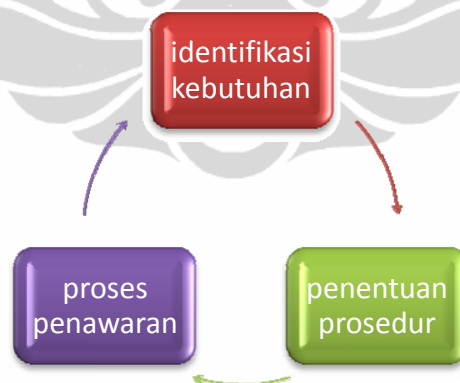 identifikasi
kebutuhan
penentuan
prosedur
proses
penawaran